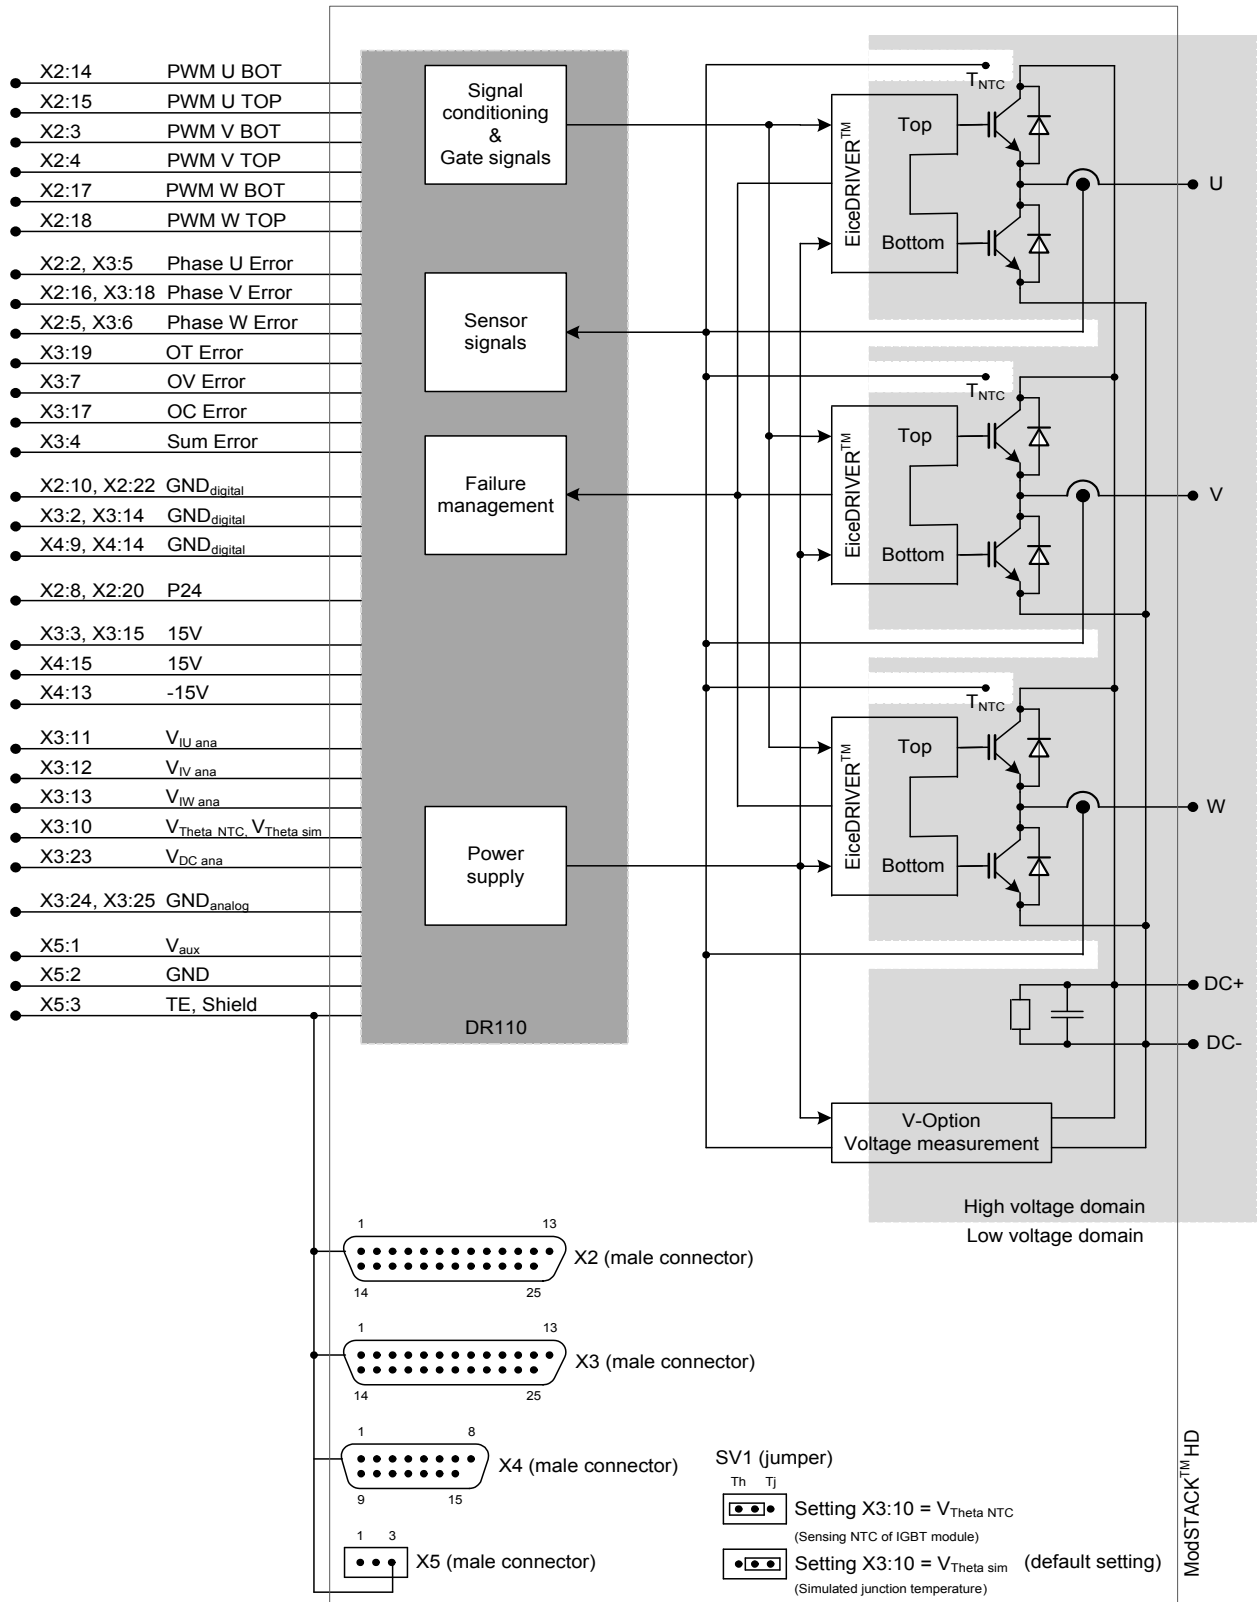 X2:14 PWM U BOT
X2:15 PWM U TOP
X2:3 PWM V BOT
X2:4 PWM V TOP
X2:17 PWM W BOT
X2:18 PWM W TOP
X2:2, X3:5 Phase U Error
X2:16, X3:18 Phase V Error
X2:5, X3:6 Phase W Error
X3:19 OT Error
X3:7 OV Error
X3:17 OC Error
X3:4 Sum Error
X2:10, X2:22 GNDdigital
X3:2, X3:14 GNDdigital
X4:9, X4:14 GNDdigital
X2:8, X2:20 P24
X3:3, X3:15 15V
X4:15 15V
X4:13 -15V
X3:11 VIU ana
X3:12 VIV ana
X3:13 VIW ana
X3:10 VTheta NTC, VTheta sim
X3:23 VDC ana
X3:24, X3:25 GNDanalog
X5:1 Vaux
X5:2 GND
X5:3 TE, Shield
Signal
conditioning
&
Gate signals
Sensor
signals
Failure
management
Power
supply
DR110
TNTC
EiceDRIVER™
Top
Bottom
U
TNTC
EiceDRIVER™
Top
Bottom
V
TNTC
EiceDRIVER™
Top
Bottom
W
DC+
DC-
V-Option
Voltage measurement
High voltage domain
Low voltage domain
1 13
X2 (male connector)
14 25
1 13
X3 (male connector)
14 25
1 8
X4 (male connector)
9 15
1 3
X5 (male connector)
SV1 (jumper)
Th Tj
Setting X3:10 = VTheta NTC
(Sensing NTC of IGBT module)
Setting X3:10 = VTheta sim (default setting)
(Simulated junction temperature)
ModSTACK™ HD